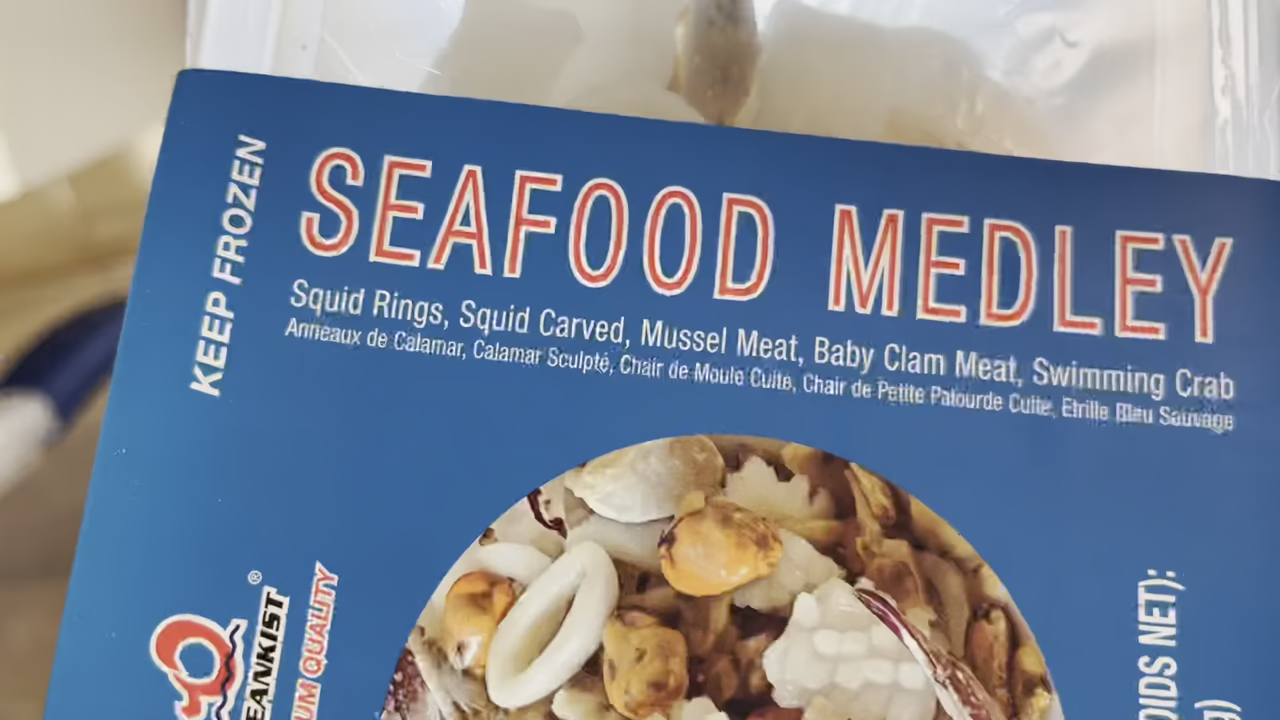 KEEP FROZEN
SEAFOOD MEDLEY
Squid Rings, Squid Carved, Mussel Meat, Baby Clam Meat, Swimming Crab
Anneaux de Calamar, Calamar Sculpté, Chair de Moule Cuite, Chair de Petite Palourde Cuite, Etrille Bleu Sauvage
EANKIST®
UM QUALITY
OIDS NET):